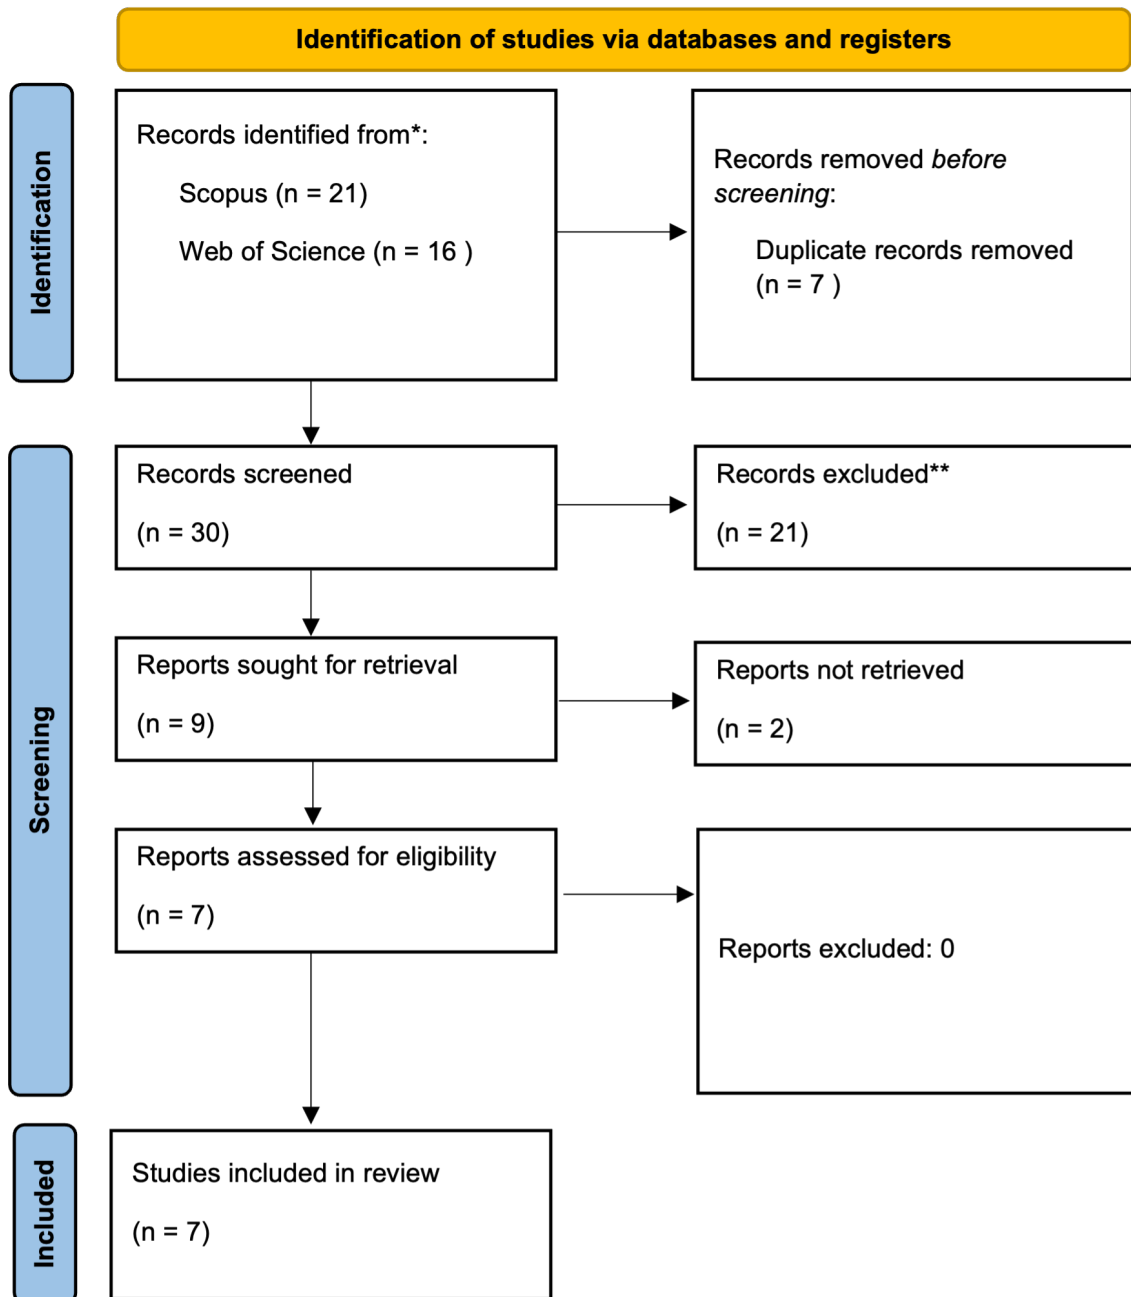 Identification of studies via databases and registers
Identification
Records identified from*:
Scopus (n = 21)
Web of Science (n = 16 )
Records removed before
screening:
Duplicate records removed
(n = 7 )
Screening
Records screened
(n = 30)
Records excluded**
(n = 21)
Reports sought for retrieval
(n = 9)
Reports not retrieved
(n = 2)
Reports assessed for eligibility
(n = 7)
Reports excluded: 0
Included
Studies included in review
(n = 7)